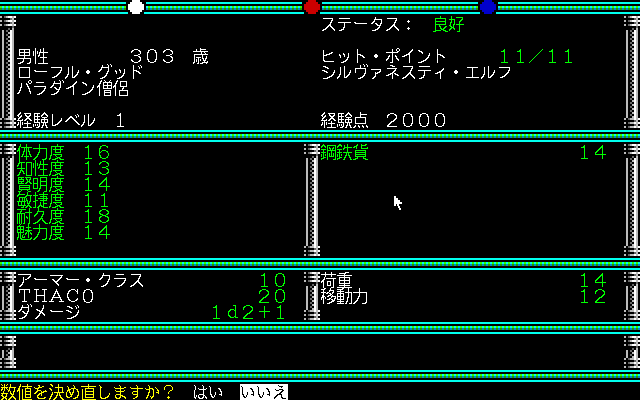 ステータス： 良好
男性 303 歳 ヒット・ポイント 11／11
ローフル・グッド シルヴァネスティ・エルフ
パラダイン僧侶
経験レベル 1 経験点 2000
体力度 16 鋼鉄貨 14
知性度 13
賢明度 14
敏捷度 11
耐久度 18
魅力度 14
アーマー・クラス 10 荷重 14
THAC0 20 移動力 12
ダメージ 1d2+1
数値を決め直しますか？ はい いいえ